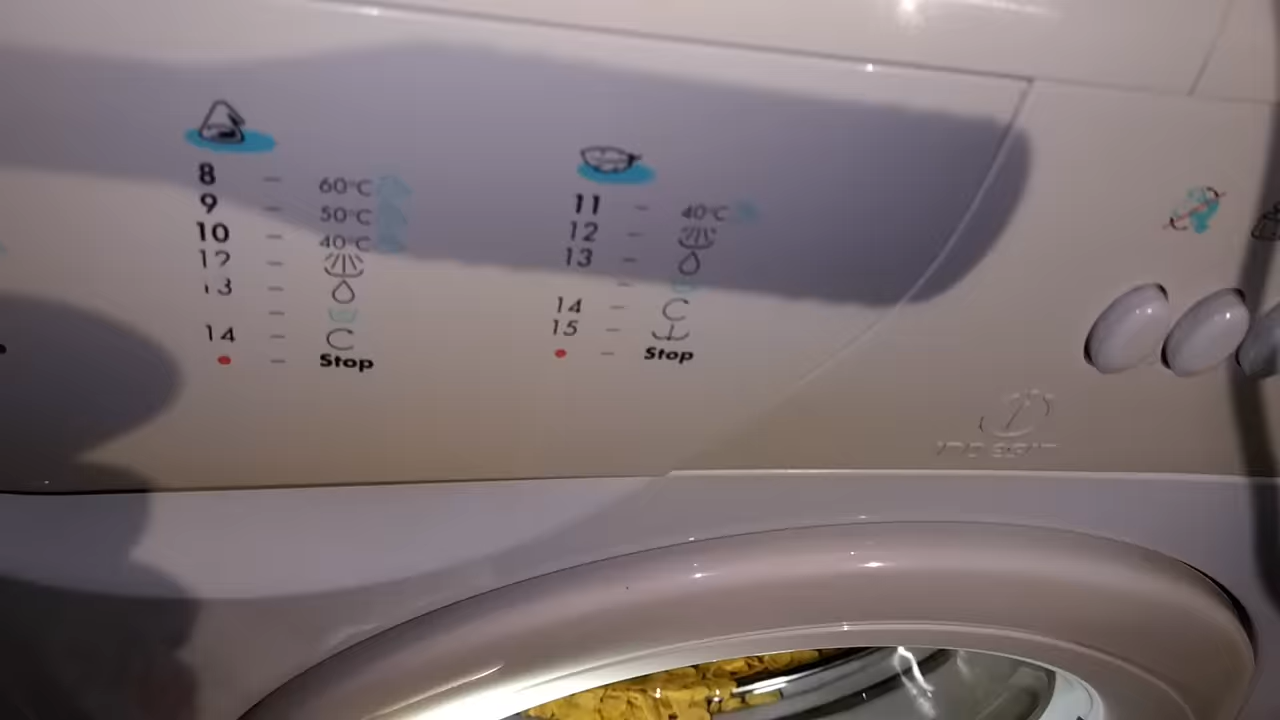 8 – 60°C
9 – 50°C
10 – 40°C
12 –
13 –
–
14 –
– Stop
11 – 40°C
12 –
13 –
–
14 –
15 –
– Stop